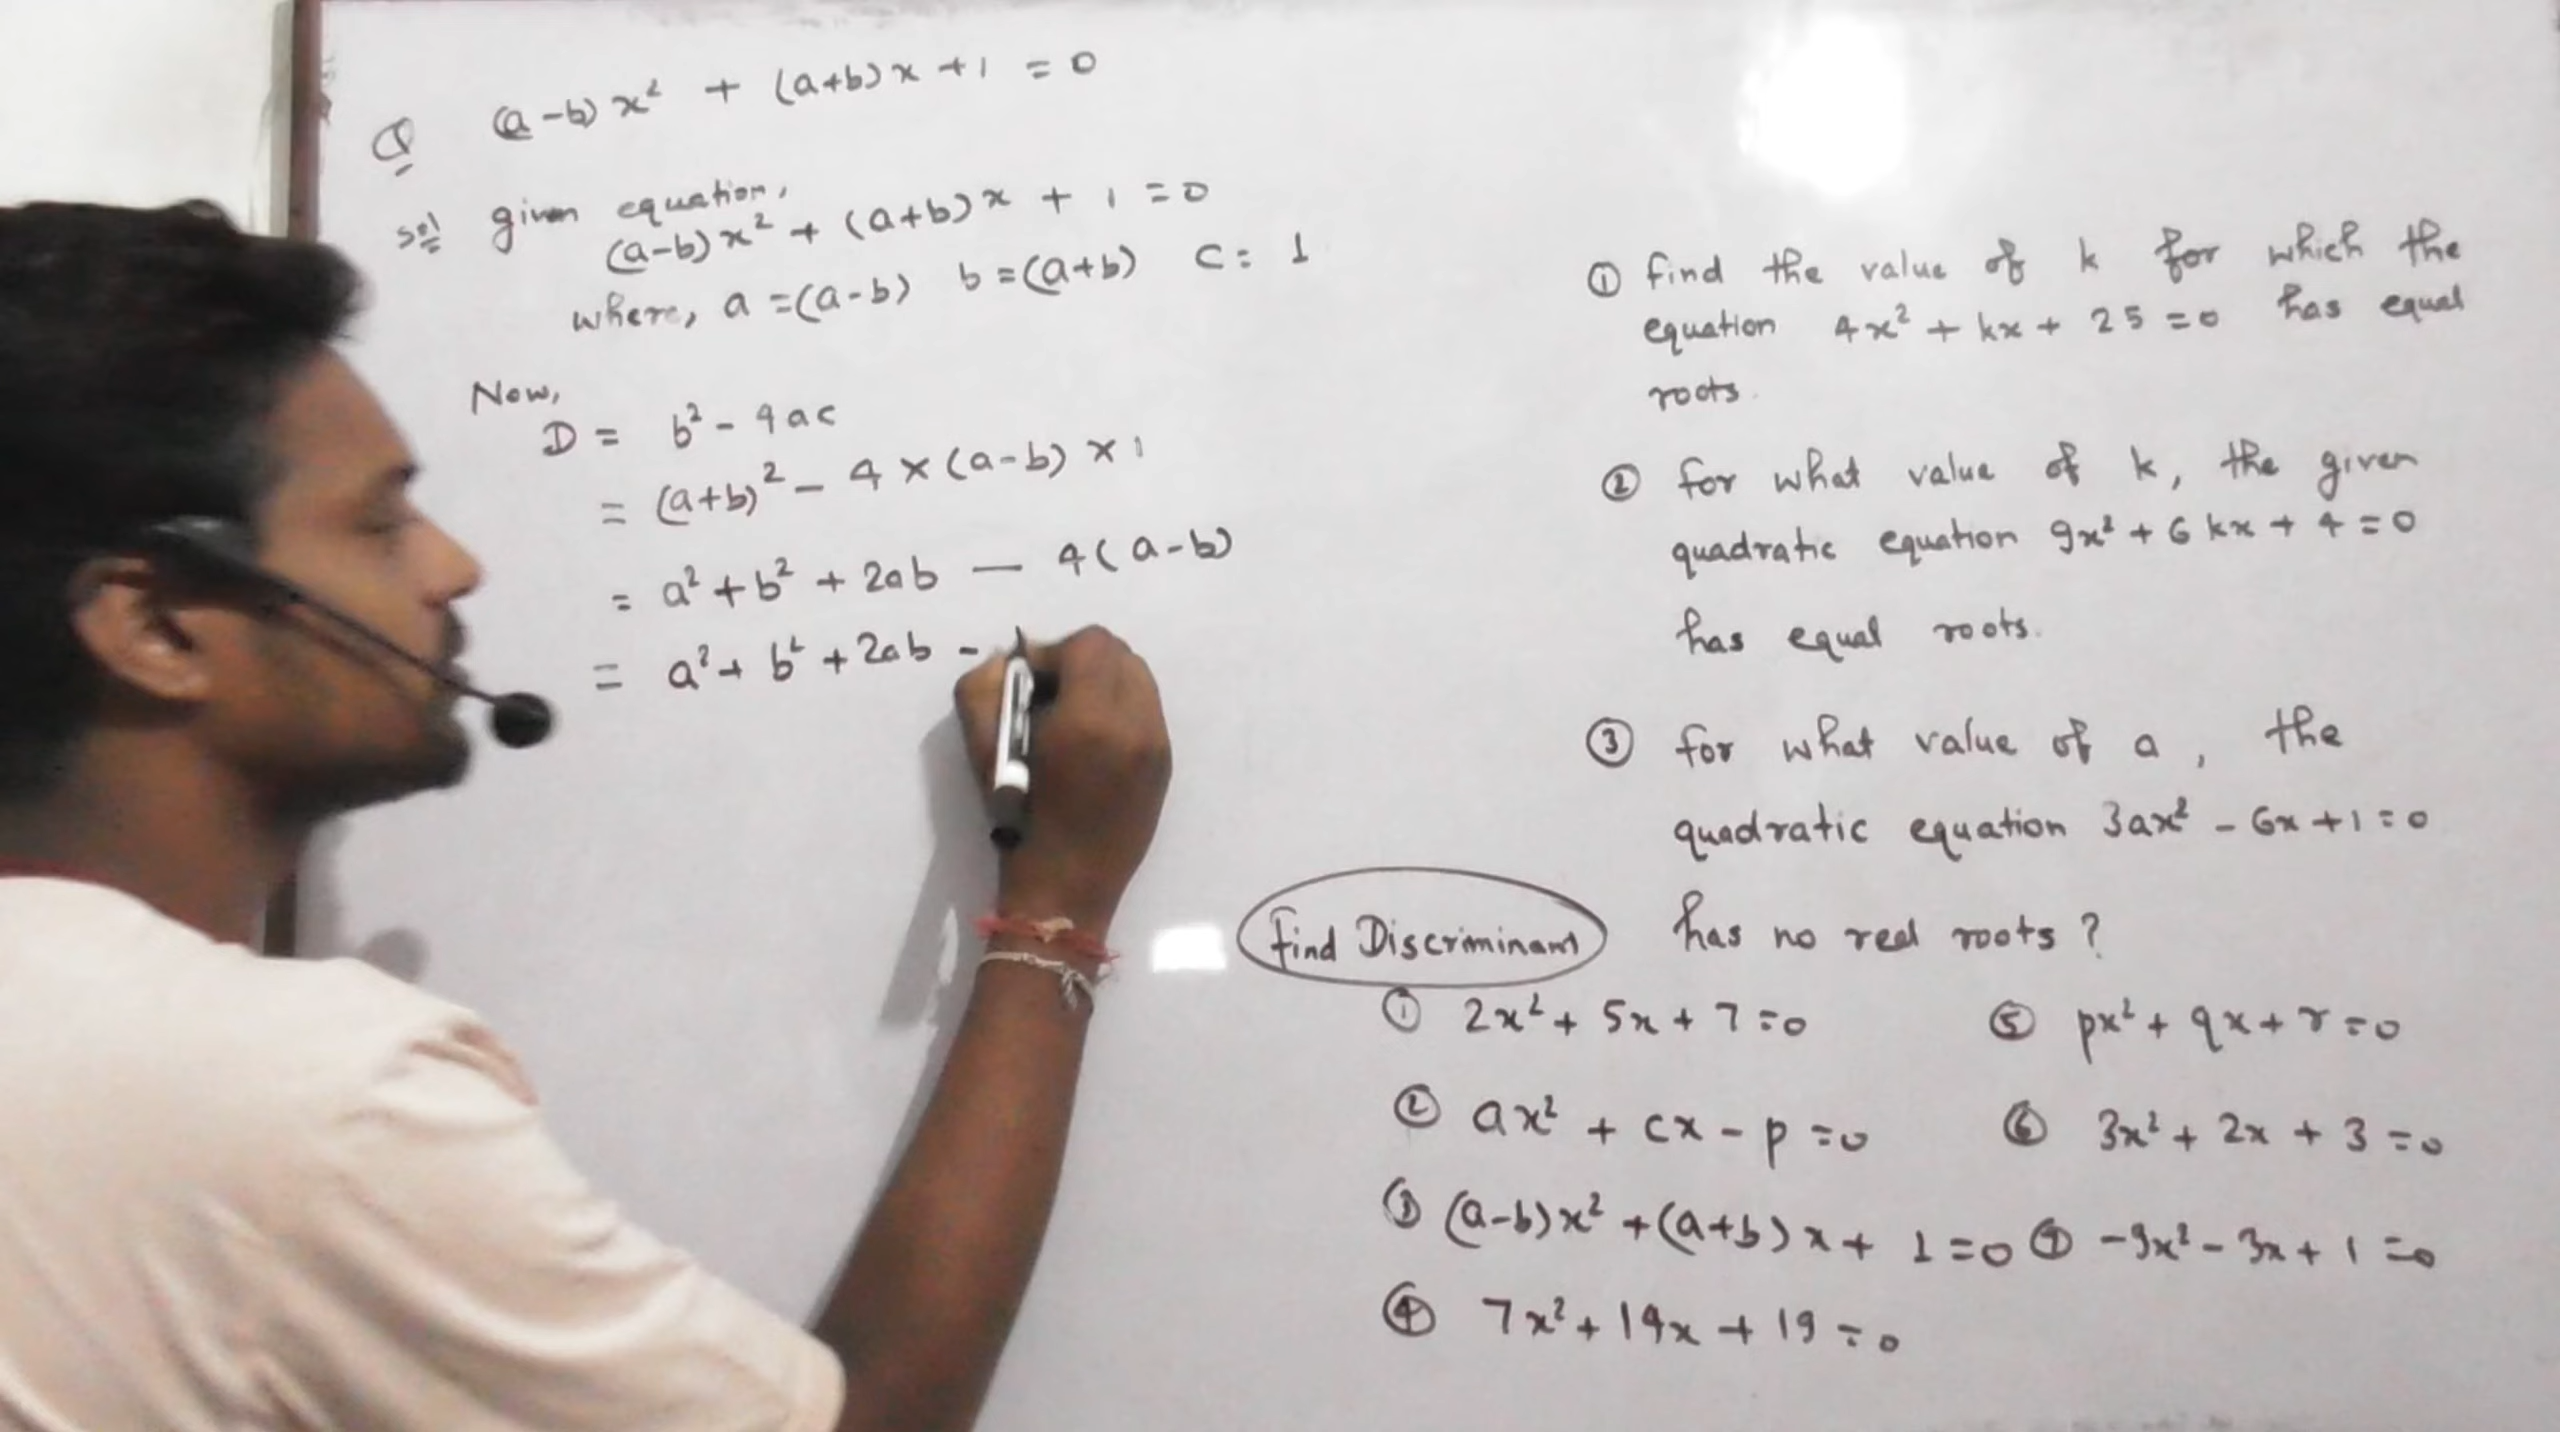 Q (a-b)x² + (a+b)x +1 = 0
sol given equation,
(a-b)x² + (a+b)x + 1 = 0
where, a =(a-b) b =(a+b) c = 1
Now,
D = b² - 4ac
= (a+b)² - 4 × (a-b) × 1
= a² + b² + 2ab — 4(a-b)
= a² + b² + 2ab -
① find the value of k for which the
equation 4x² + kx + 25 = 0 has equal
roots.
② for what value of k, the given
quadratic equation 9x² + 6kx + 4 = 0
has equal roots.
③ for what value of a, the
quadratic equation 3ax² - 6x + 1 = 0
has no real roots?
find Discriminant
① 2x² + 5x + 7 = 0
② ax² + cx - p = 0
③ (a-b)x² + (a+b)x + 1 = 0
④ 7x² + 14x + 19 = 0
⑤ px² + qx + r = 0
⑥ 3x² + 2x + 3 = 0
⑦ -9x² - 3x + 1 = 0